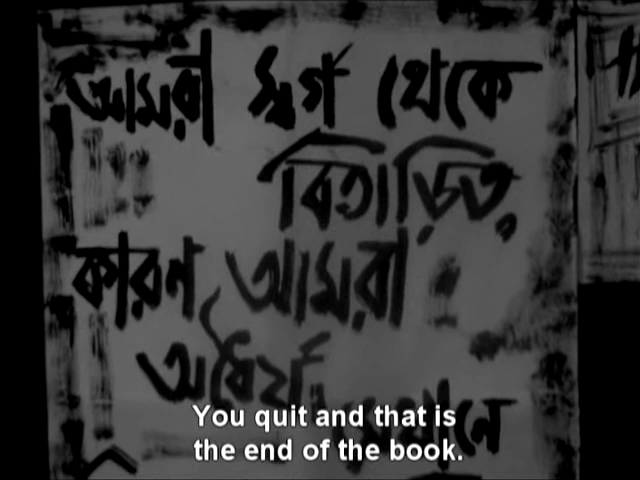 আমরা স্বর্গ থেকে
বিতাড়িত,
কারণ আমরা
অধৈর্য্য
You quit and that is
the end of the book.